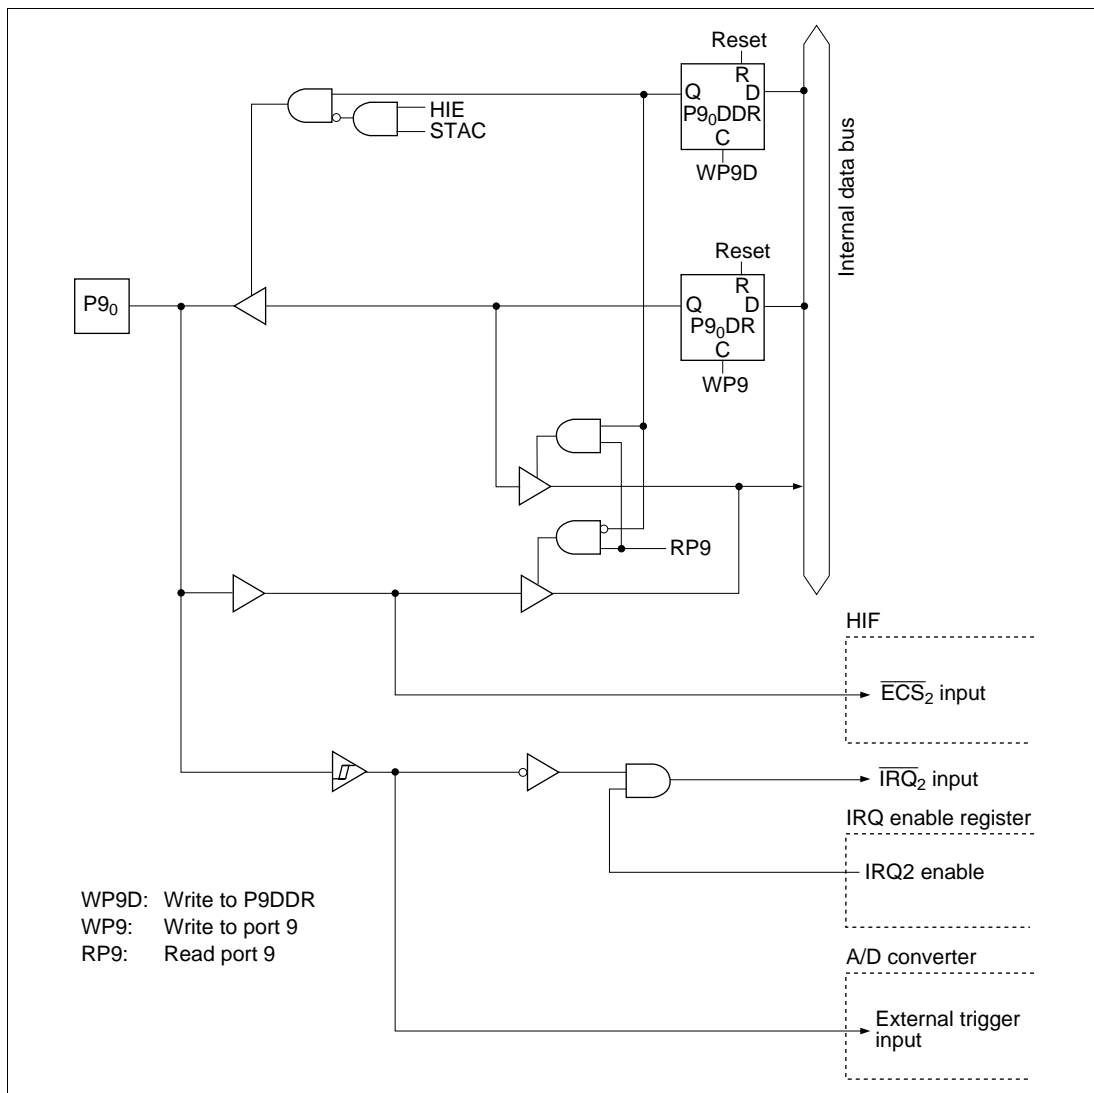 Reset
R
Q D
P9₀DDR
C
WP9D
HIE
STAC
Internal data bus
Reset
R
P9₀
Q D
P9₀DR
C
WP9
RP9
HIF
E̅C̅S̅₂ input
I̅R̅Q̅₂ input
IRQ enable register
IRQ2 enable
WP9D: Write to P9DDR
WP9: Write to port 9
RP9: Read port 9
A/D converter
External trigger
input